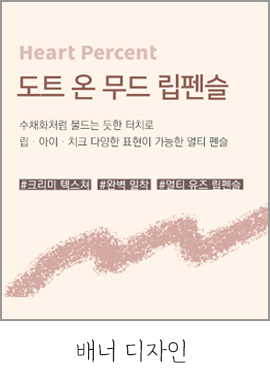 Heart Percent
도트 온 무드 립펜슬
수채화처럼 물드는 듯한 터치로
립 · 아이 · 치크 다양한 표현이 가능한 멀티 펜슬
#크리미 텍스쳐 #완벽 밀착 #멀티 유즈 립펜슬
배너 디자인